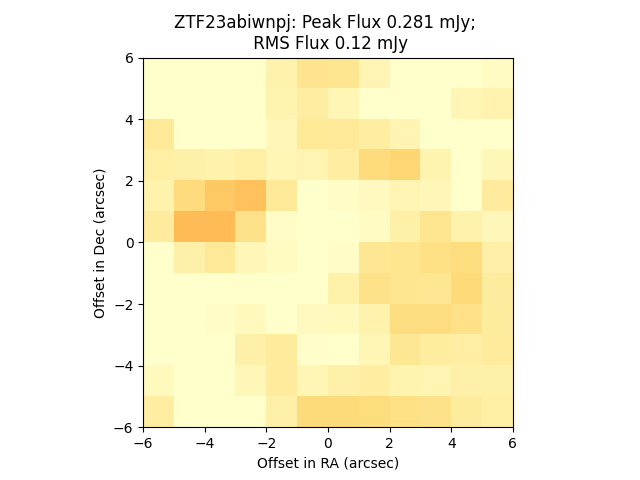 ZTF23abiwnpj: Peak Flux 0.281 mJy;
RMS Flux 0.12 mJy
6
4
2
0
−2
−4
−6
Offset in Dec (arcsec)
−6 −4 −2 0 2 4 6
Offset in RA (arcsec)